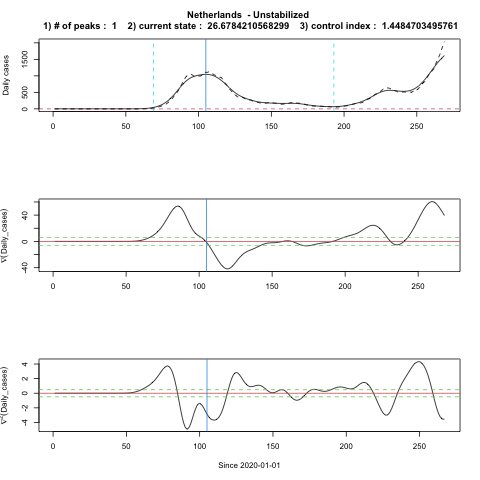 Netherlands  - Unstabilized
1) # of peaks :  1    2) current state :  26.6784210568299    3) control index :  1.4484703495761
Daily cases
0 500 1500
0 50 100 150 200 250
∇(Daily_cases)
-40 0 20 40
0 50 100 150 200 250
∇²(Daily_cases)
-4 -2 0 2 4
0 50 100 150 200 250
Since 2020-01-01